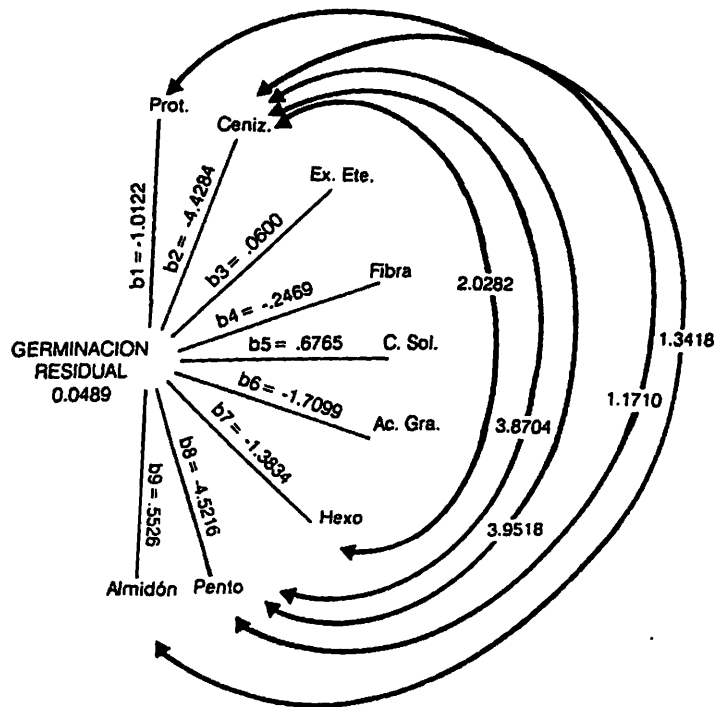 Prot.
Ceniz.
Ex. Ete.
Fibra
C. Sol.
Ac. Gra.
Hexo
Pento
Almidón
b1 = -1.0122
b2 = -4.4284
b3 = .0600
b4 = -.2469
b5 = .6765
b6 = -1.7099
b7 = -1.3834
b8 = -4.5216
b9 = .5526
GERMINACION
RESIDUAL
0.0489
2.0282
1.3418
1.1710
3.8704
3.9518